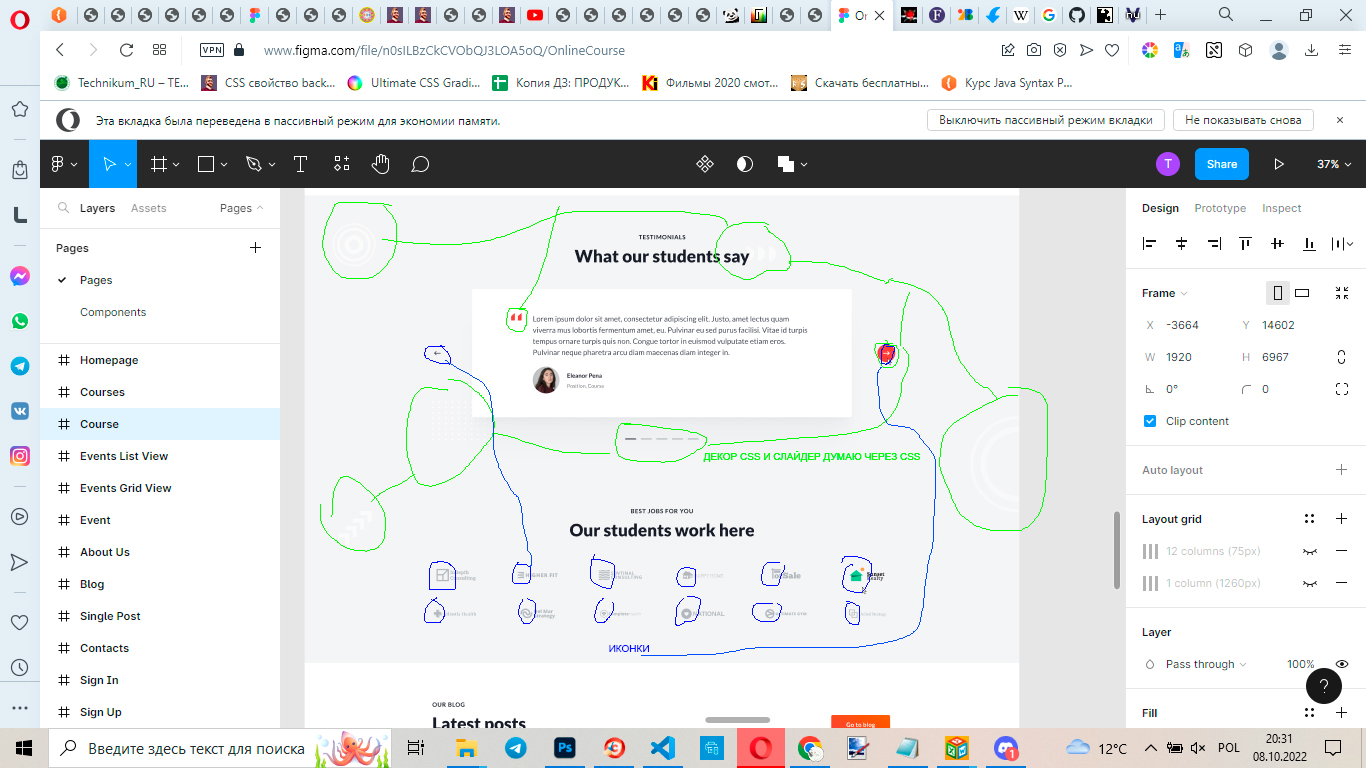 On
VPN
www.figma.com/file/n0sILBzCkCVObQJ3LOA5oQ/OnlineCourse
Technikum_RU – TE...
CSS свойство back...
Ultimate CSS Gradi...
Копия ДЗ: ПРОДУК...
Фильмы 2020 смот...
Скачать бесплатны...
Курс Java Syntax P...
Эта вкладка была переведена в пассивный режим для экономии памяти.
Выключить пассивный режим вкладки
Не показывать снова
T
Share
37%
Layers
Assets
Pages
Pages
Pages
Components
Homepage
Courses
Course
Events List View
Events Grid View
Event
About Us
Blog
Single Post
Contacts
Sign In
Sign Up
TESTIMONIALS
What our students say
Lorem ipsum dolor sit amet, consectetur adipiscing elit. Justo, amet lectus quam
viverra mus lobortis fermentum amet, eu. Pulvinar eu sed purus facilisi. Vitae id turpis
tempus ornare turpis quis non. Congue tortor in euismod vulputate etiam eros.
Pulvinar neque pharetra arcu diam maecenas diam integer in.
Eleanor Pena
Position, Course
ДЕКОР CSS И СЛАЙДЕР ДУМАЮ ЧЕРЕЗ CSS
BEST JOBS FOR YOU
Our students work here
ИКОНКИ
OUR BLOG
Latest posts
Go to blog
Design
Prototype
Inspect
Frame
X -3664
Y 14602
W 1920
H 6967
0°
0
Clip content
Auto layout
Layout grid
12 columns (75px)
1 column (1260px)
Layer
Pass through
100%
?
Fill
Введите здесь текст для поиска
1
12°C
POL
20:31
08.10.2022